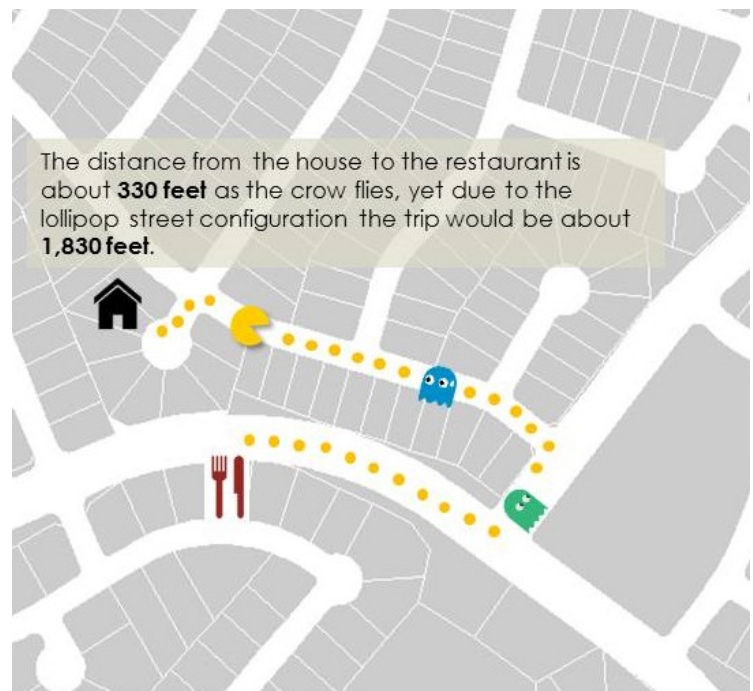 The distance from the house to the restaurant is
about 330 feet as the crow flies, yet due to the
lollipop street configuration the trip would be about
1,830 feet.